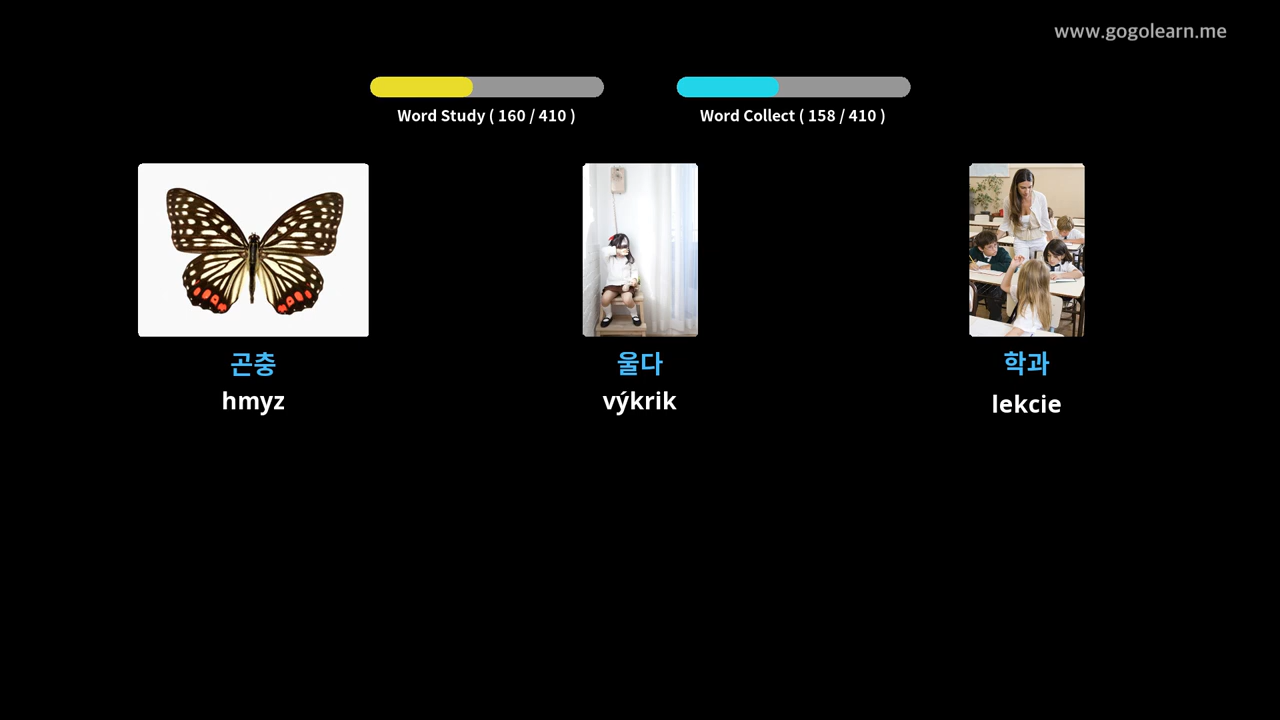 www.gogolearn.me
Word Study ( 160 / 410 )
Word Collect ( 158 / 410 )
곤충
hmyz
울다
výkrik
학과
lekcie